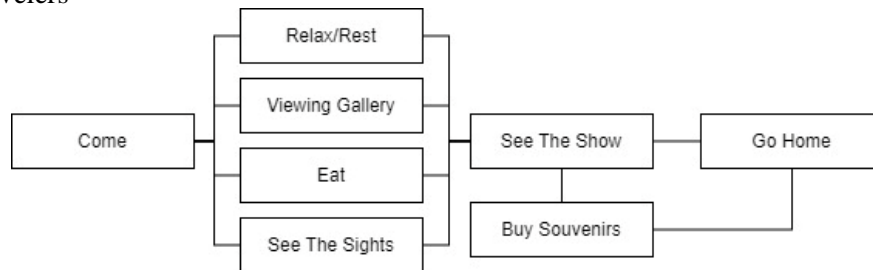 velers
Relax/Rest
Viewing Gallery
Come
See The Show
Go Home
Eat
Buy Souvenirs
See The Sights